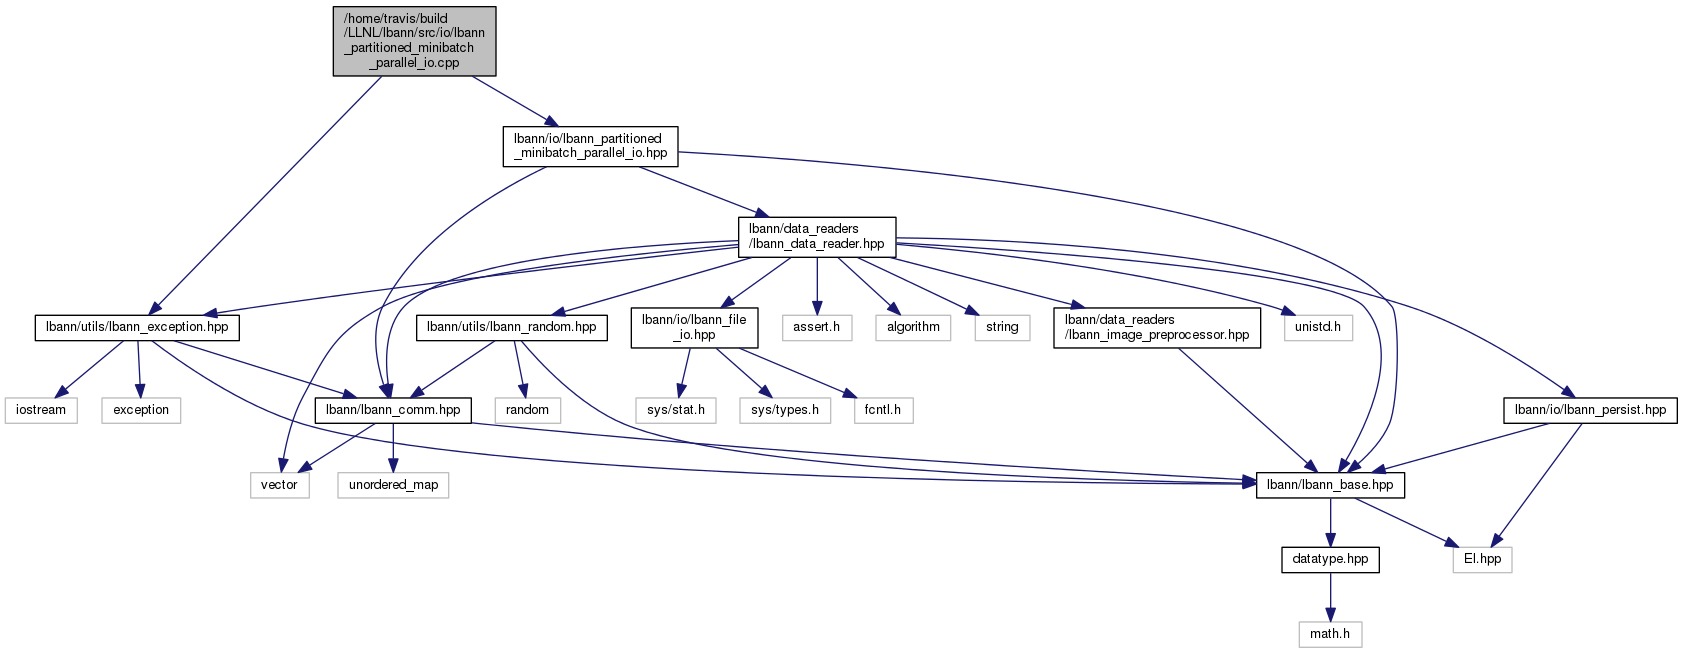 /home/travis/build
/LLNL/lbann/src/io/lbann
_partitioned_minibatch
_parallel_io.cpp
lbann/io/lbann_partitioned
_minibatch_parallel_io.hpp
lbann/data_readers
/lbann_data_reader.hpp
lbann/utils/lbann_exception.hpp
lbann/utils/lbann_random.hpp
lbann/io/lbann_file
_io.hpp
assert.h
algorithm
string
lbann/data_readers
/lbann_image_preprocessor.hpp
unistd.h
iostream
exception
lbann/lbann_comm.hpp
random
sys/stat.h
sys/types.h
fcntl.h
lbann/io/lbann_persist.hpp
vector
unordered_map
lbann/lbann_base.hpp
datatype.hpp
El.hpp
math.h